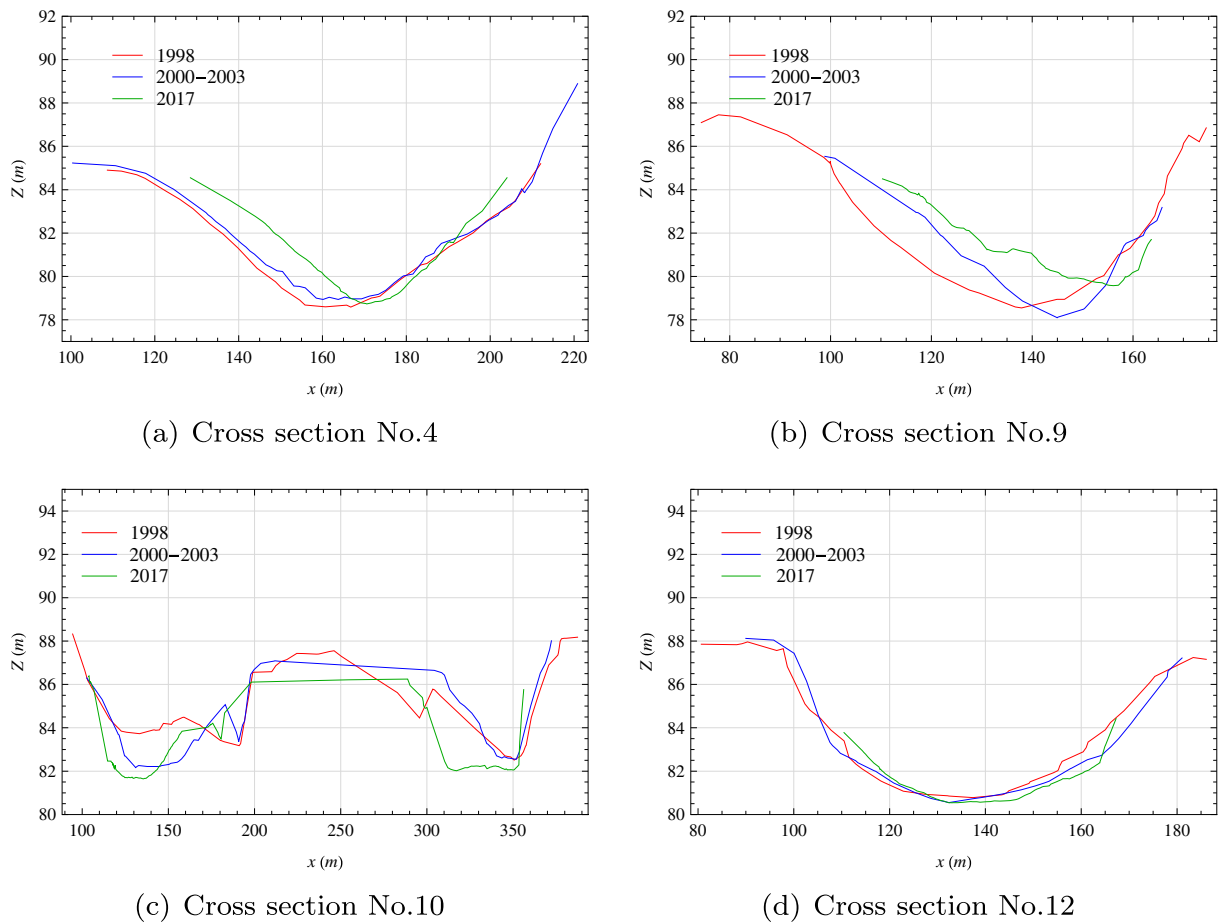 92
90
88
86
84
82
80
78
Z (m)
1998
2000−2003
2017
100 120 140 160 180 200 220
x (m)
(a) Cross section No.4
92
90
88
86
84
82
80
78
Z (m)
1998
2000−2003
2017
80 100 120 140 160
x (m)
(b) Cross section No.9
94
92
90
88
86
84
82
80
Z (m)
1998
2000−2003
2017
100 150 200 250 300 350
x (m)
(c) Cross section No.10
94
92
90
88
86
84
82
80
Z (m)
1998
2000−2003
2017
80 100 120 140 160 180
x (m)
(d) Cross section No.12